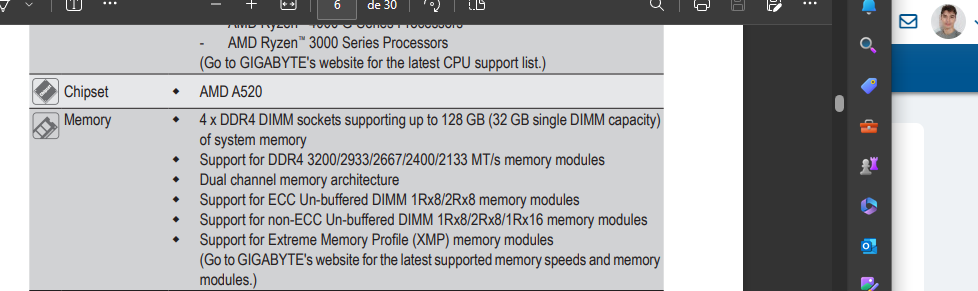 6 de 30
AMD Ryzen™ 4000 G-Series Processors
- AMD Ryzen™ 3000 Series Processors
(Go to GIGABYTE's website for the latest CPU support list.)
Chipset ◆ AMD A520
Memory ◆ 4 x DDR4 DIMM sockets supporting up to 128 GB (32 GB single DIMM capacity)
of system memory
◆ Support for DDR4 3200/2933/2667/2400/2133 MT/s memory modules
◆ Dual channel memory architecture
◆ Support for ECC Un-buffered DIMM 1Rx8/2Rx8 memory modules
◆ Support for non-ECC Un-buffered DIMM 1Rx8/2Rx8/1Rx16 memory modules
◆ Support for Extreme Memory Profile (XMP) memory modules
(Go to GIGABYTE's website for the latest supported memory speeds and memory
modules.)